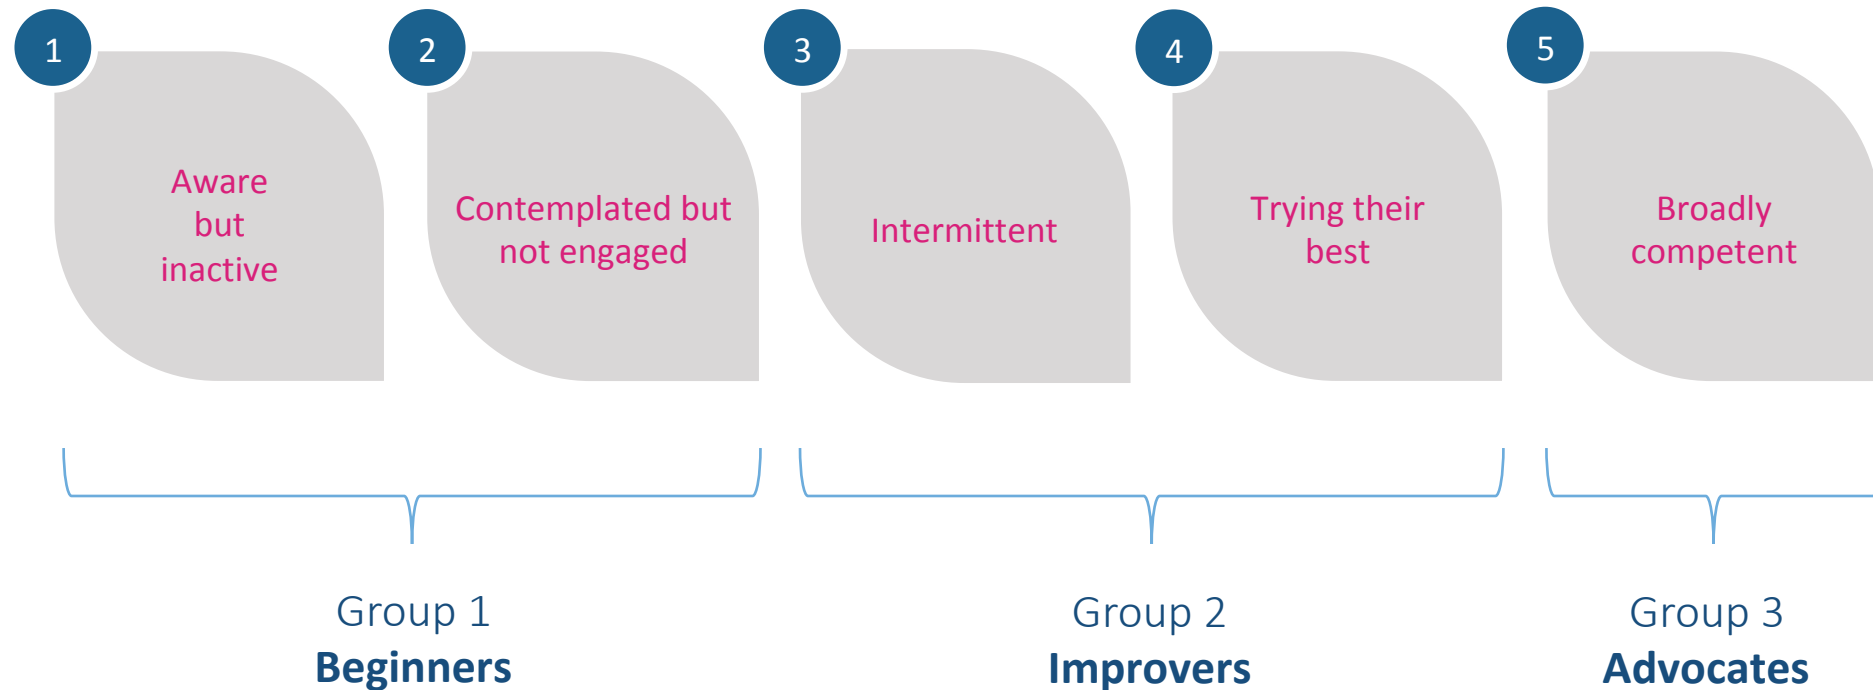 1
Aware
but
inactive
2
Contemplated but
not engaged
3
Intermittent
4
Trying their
best
5
Broadly
competent
Group 1
Beginners
Group 2
Improvers
Group 3
Advocates